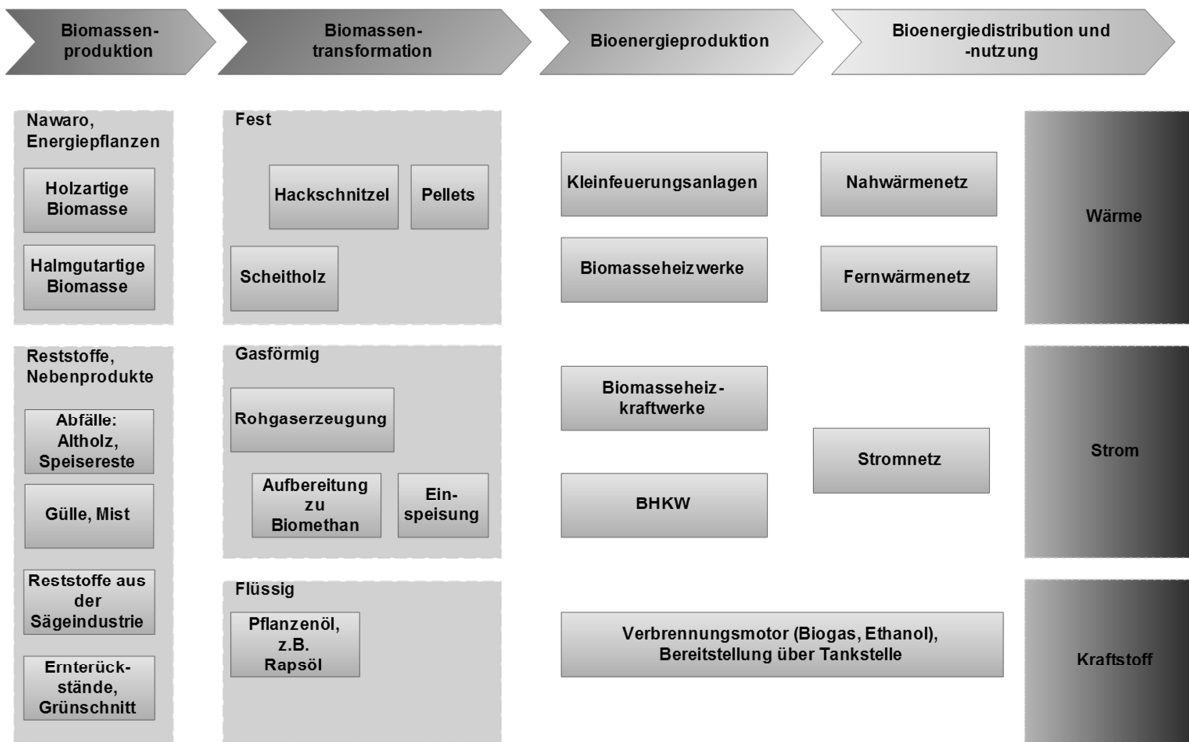 Biomassen-
produktion
Biomassen-
transformation
Bioenergieproduktion
Bioenergiedistribution und
-nutzung
Nawaro,
Energiepflanzen
Holzartige
Biomasse
Halmgutartige
Biomasse
Reststoffe,
Nebenprodukte
Abfälle:
Altholz,
Speisereste
Gülle, Mist
Reststoffe aus
der
Sägeindustrie
Ernterück-
stände,
Grünschnitt
Fest
Hackschnitzel
Pellets
Scheitholz
Gasförmig
Rohgaserzeugung
Aufbereitung
zu
Biomethan
Ein-
speisung
Flüssig
Pflanzenöl,
z.B.
Rapsöl
Kleinfeuerungsanlagen
Biomasseheizwerke
Biomasseheiz-
kraftwerke
BHKW
Verbrennungsmotor (Biogas, Ethanol),
Bereitstellung über Tankstelle
Nahwärmenetz
Fernwärmenetz
Stromnetz
Wärme
Strom
Kraftstoff